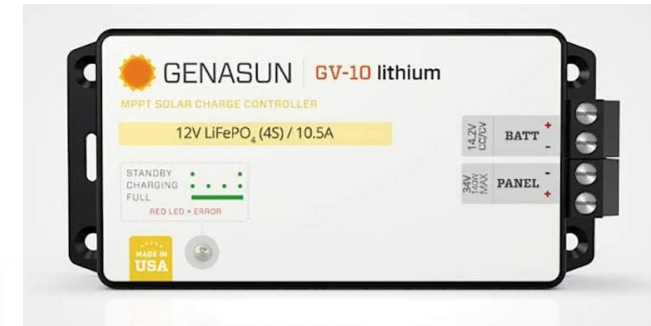 GENASUN GV-10 lithium
MPPT SOLAR CHARGE CONTROLLER
12V LiFePO₄ (4S) / 10.5A
14.2V
CC/CV
BATT + -
STANDBY
CHARGING
FULL
RED LED = ERROR
34V
140W
MAX
PANEL - +
MADE IN
USA